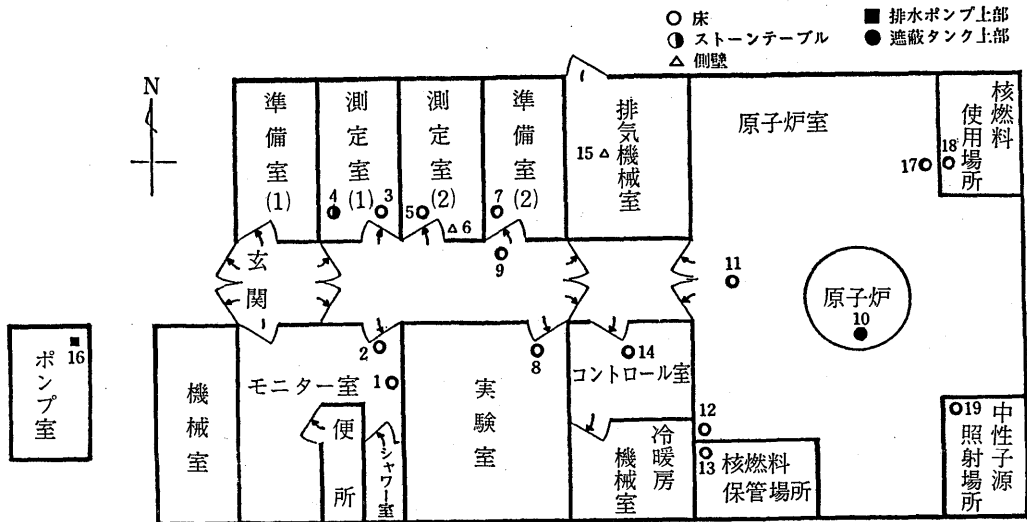 ○ 床
◑ ストーンテーブル
△ 側壁
■ 排水ポンプ上部
● 遮蔽タンク上部
N
準備室(1)
測定室(1)
測定室(2)
準備室(2)
排気機械室
原子炉室
核燃料
使用場所
4
3
5
6
7
15
17
18
9
玄関
11
原子炉
10
16
ポンプ室
機械室
2
モニター室
1
便所
シャワー室
実験室
8
14
コントロール室
冷暖房
機械室
12
13
核燃料
保管場所
19
中性子源
照射場所